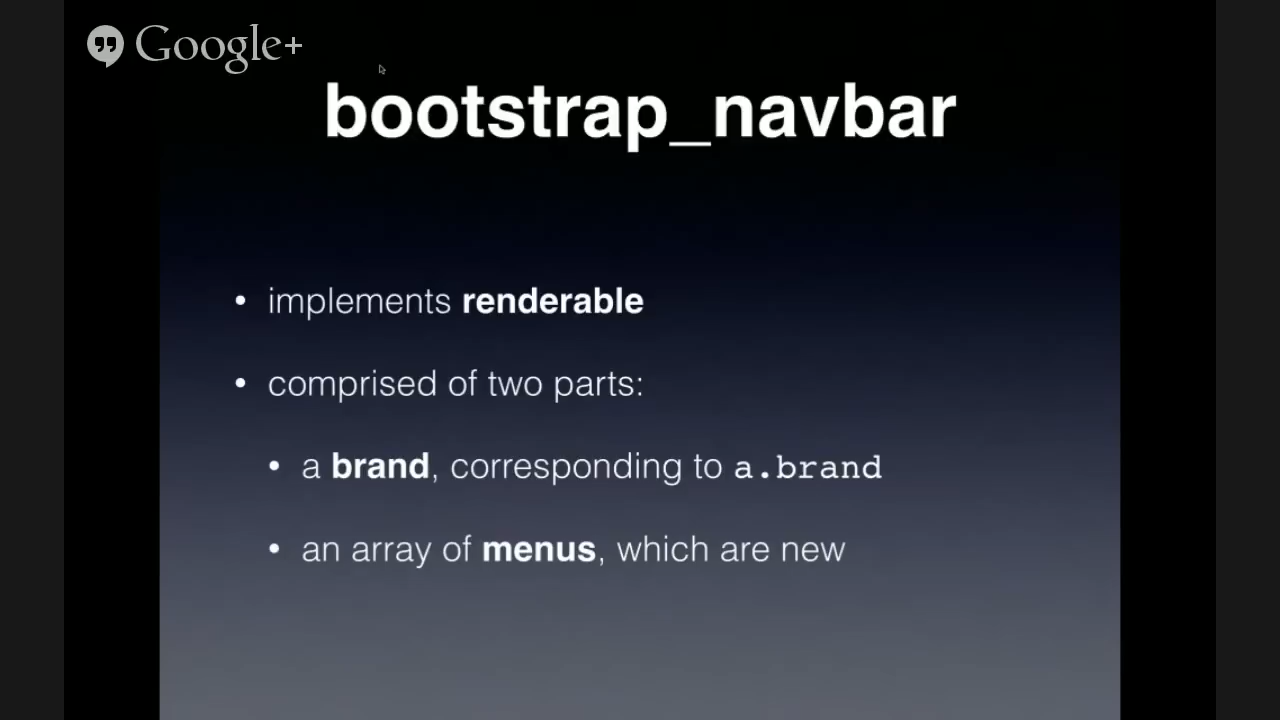 Google+
bootstrap_navbar
• implements renderable
• comprised of two parts:
• a brand, corresponding to a.brand
• an array of menus, which are new